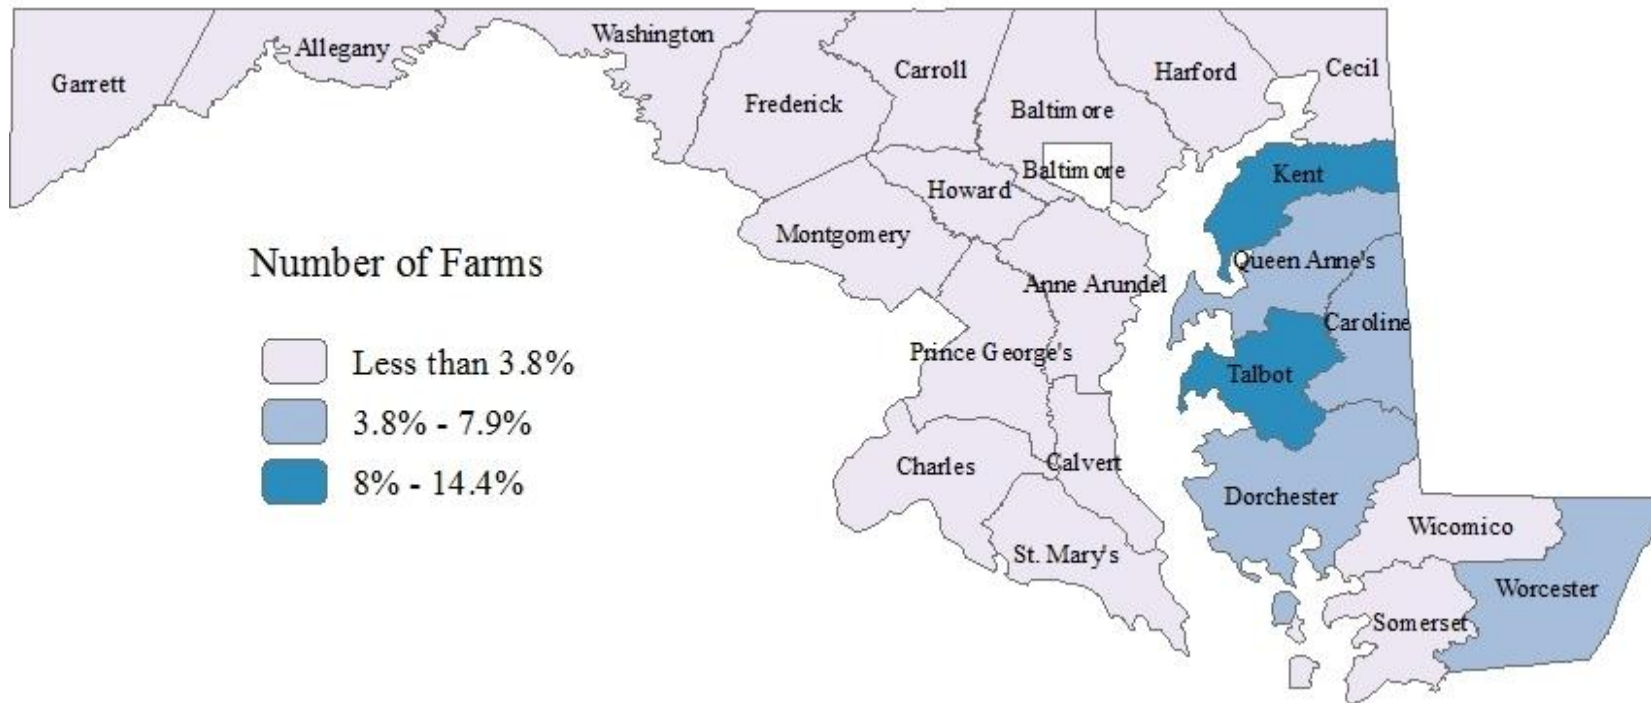 Garrett
Allegany
Washington
Frederick
Carroll
Baltimore
Harford
Cecil
Baltimore
Howard
Kent
Montgomery
Queen Anne's
Anne Arundel
Caroline
Prince George's
Talbot
Charles
Calvert
Dorchester
Wicomico
St. Mary's
Worcester
Somerset
Number of Farms
Less than 3.8%
3.8% - 7.9%
8% - 14.4%